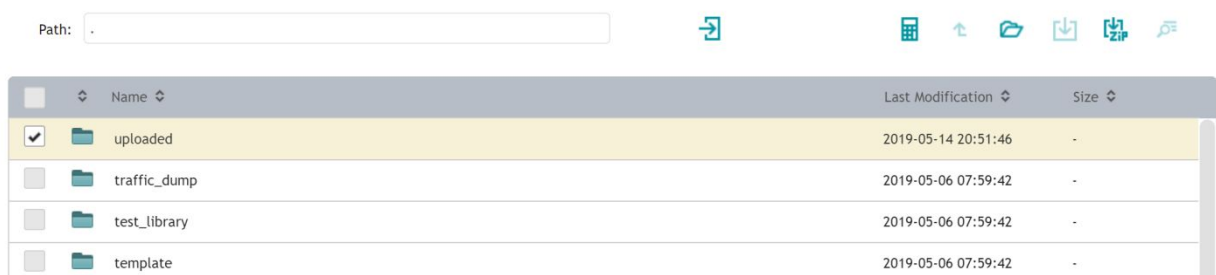 Path: .
ZIP
Name Last Modification Size
uploaded 2019-05-14 20:51:46 -
traffic_dump 2019-05-06 07:59:42 -
test_library 2019-05-06 07:59:42 -
template 2019-05-06 07:59:42 -